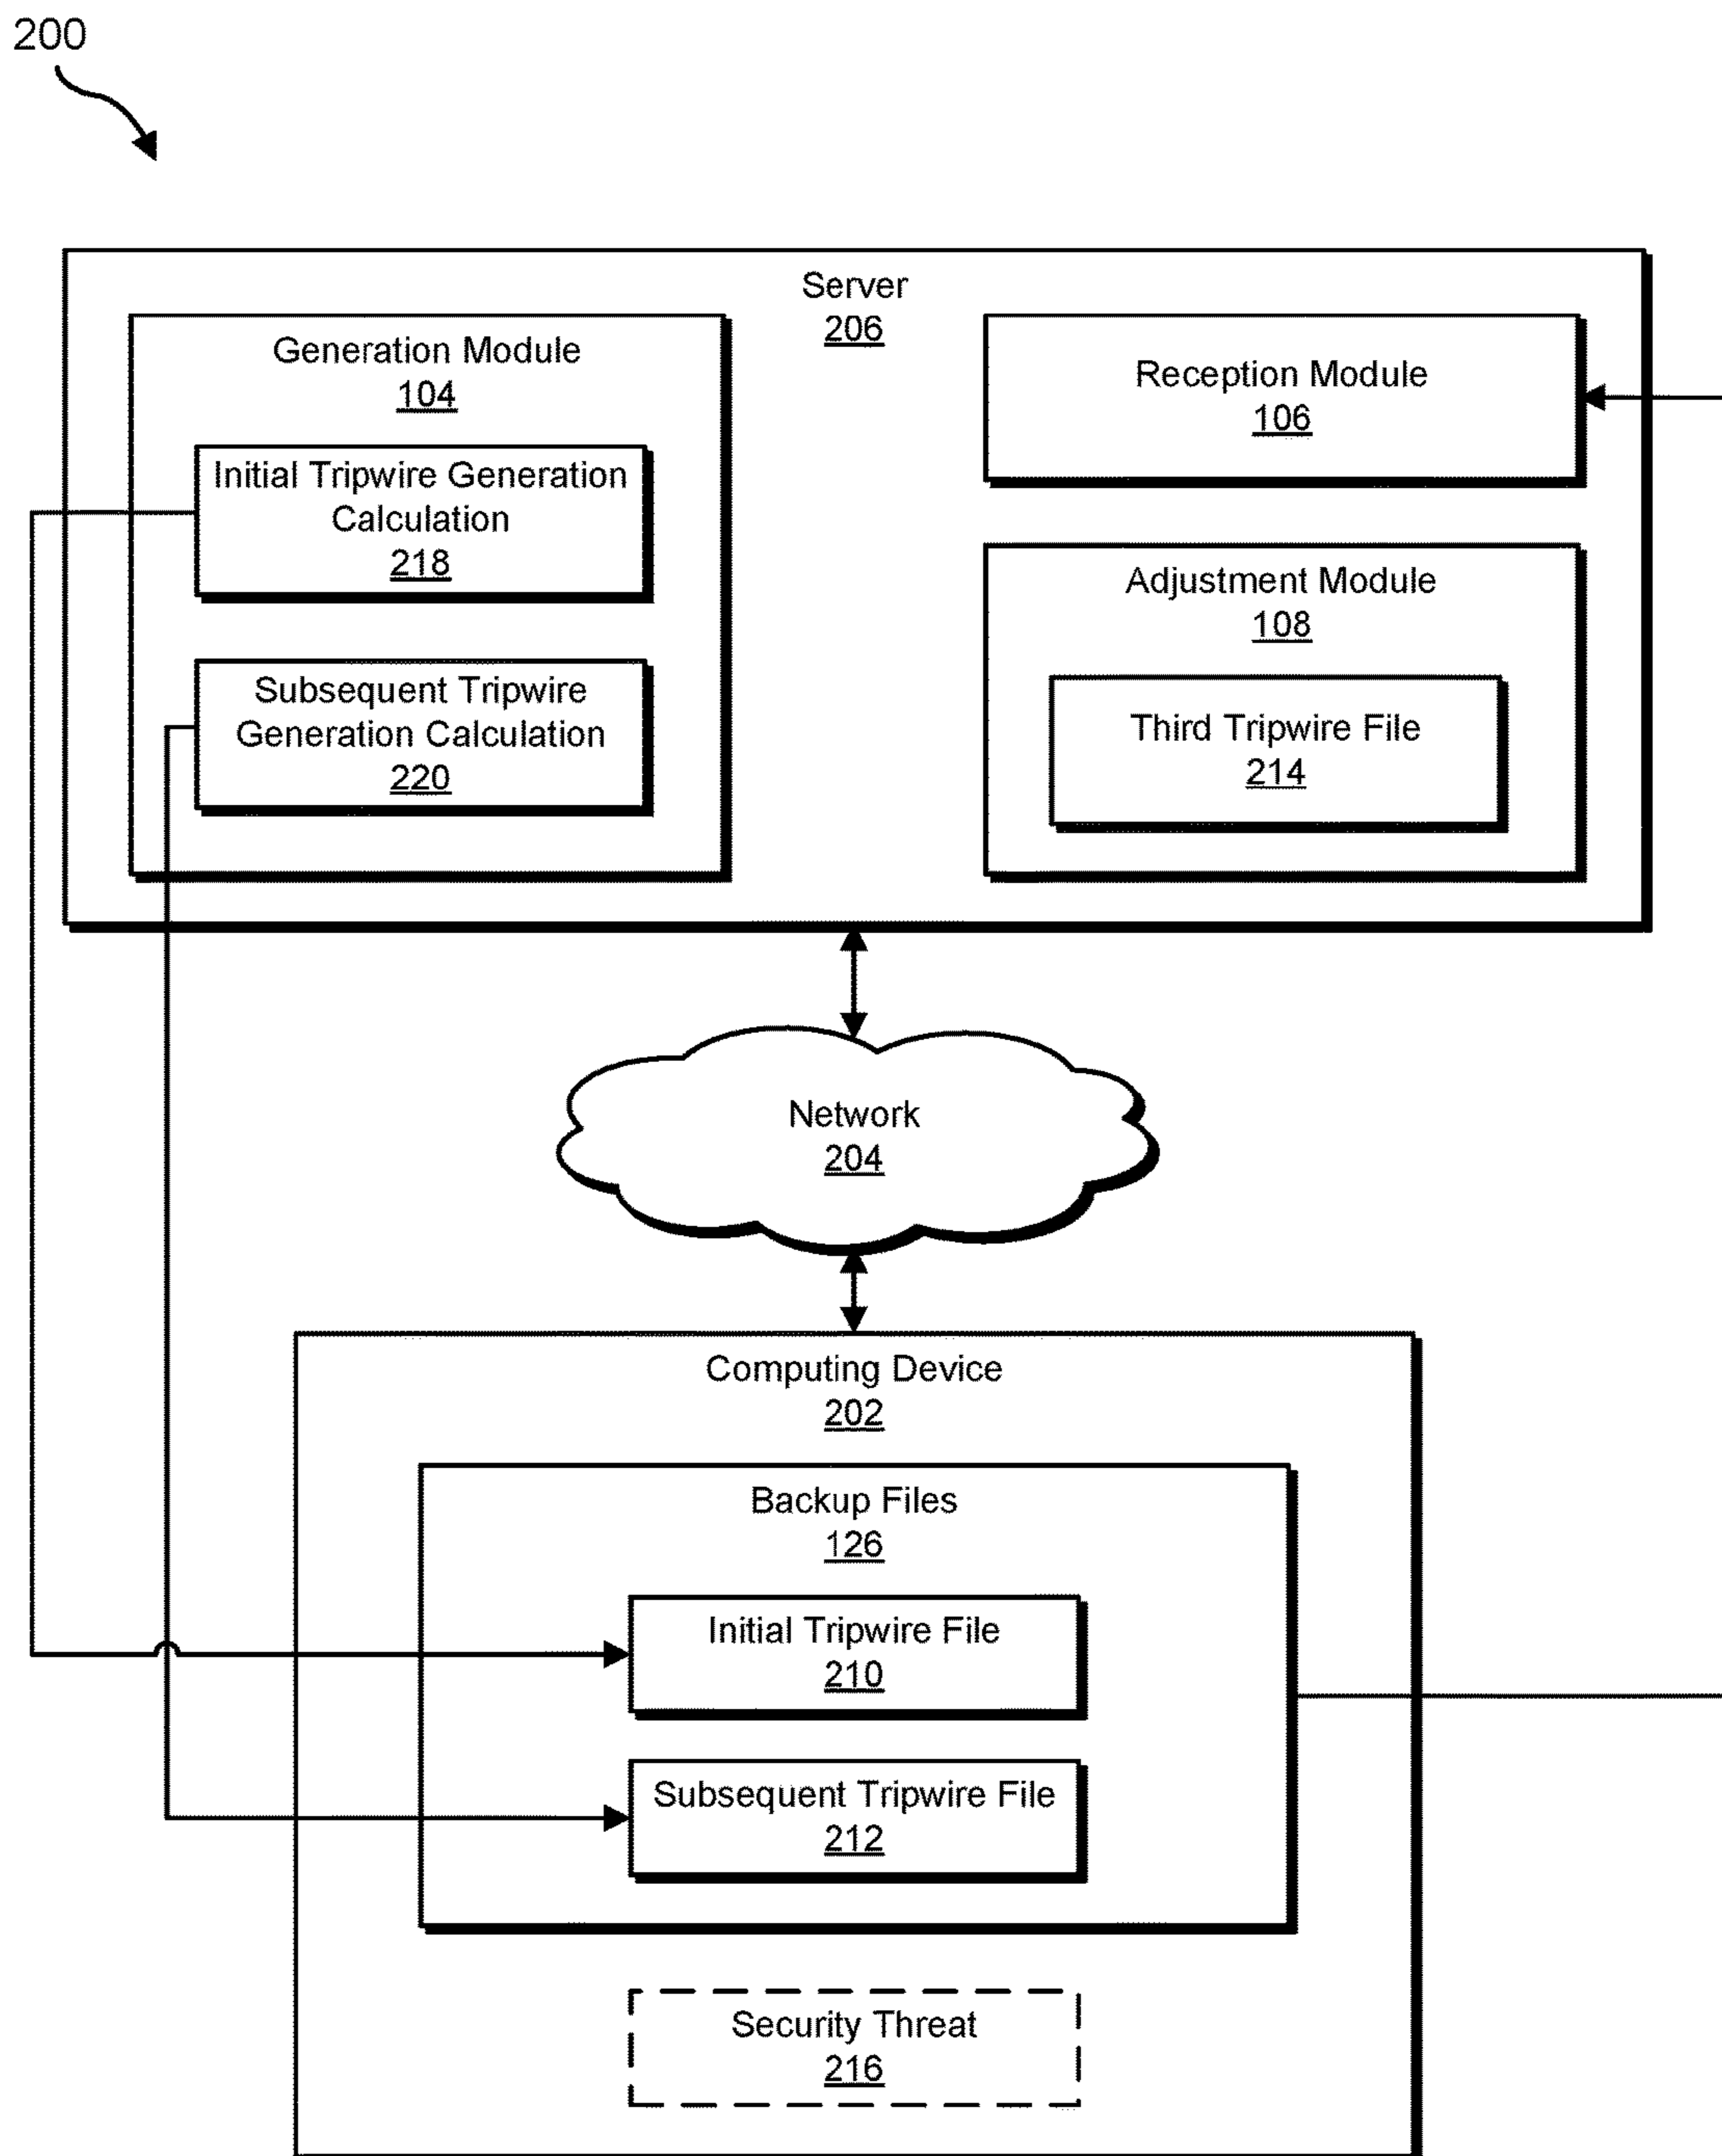 200
Server
206
Generation Module
104
Initial Tripwire Generation
Calculation
218
Subsequent Tripwire
Generation Calculation
220
Reception Module
106
Adjustment Module
108
Third Tripwire File
214
Network
204
Computing Device
202
Backup Files
126
Initial Tripwire File
210
Subsequent Tripwire File
212
Security Threat
216